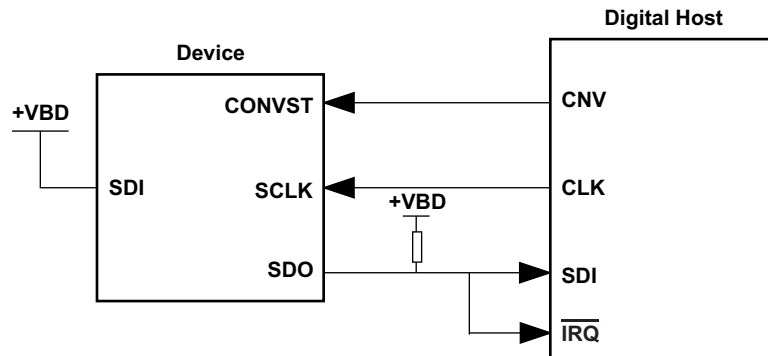 Digital Host
Device
+VBD
CONVST
CNV
SDI
SCLK
CLK
+VBD
SDO
SDI
IRQ